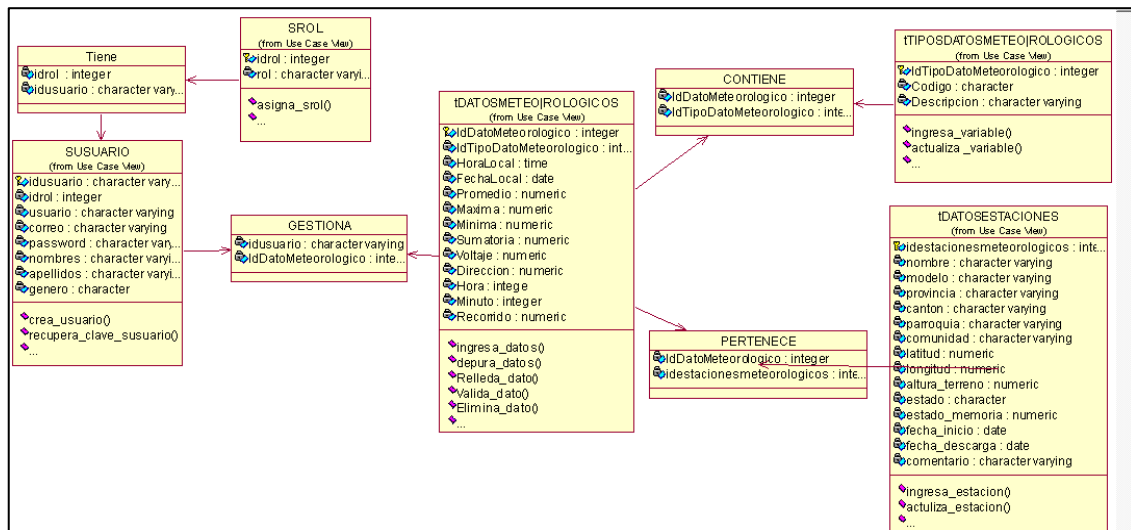 Tiene
idrol : integer
idusuario : character vary...
SROL
(from Use Case View)
idrol : integer
rol : character varyi...
asigna_srol()
...
SUSUARIO
(from Use Case View)
idusuario : character vary...
idrol : integer
usuario : character varying
correo : character varying
password : character varyi...
nombres : character varyi...
apellidos : character varyi...
genero : character
crea_usuario()
recupera_clave_susuario()
...
GESTIONA
idusuario : character varying
IdDatoMeteorologico : inte...
tDATOSMETEO|ROLOGICOS
(from Use Case View)
IdDatoMeteorologico : integer
IdTipoDatoMeteorologico : int...
HoraLocal : time
FechaLocal : date
Promedio : numeric
Maxima : numeric
Minima : numeric
Sumatoria : numeric
Voltaje : numeric
Direccion : numeric
Hora : intege
Minuto : integer
Recorrido : numeric
ingresa_datos()
depura_datos()
Relleda_dato()
Valida_dato()
Elimina_dato()
...
CONTIENE
IdDatoMeteorologico : integer
IdTipoDatoMeteorologico : inte...
PERTENECE
IdDatoMeteorologico : integer
idestacionesmeteorologicos : inte...
tTIPOSDATOSMETEO|ROLOGICOS
(from Use Case View)
IdTipoDatoMeteorologico : integer
Codigo : character
Descripcion : character varying
ingresa_variable()
actualiza _variable()
...
tDATOSESTACIONES
(from Use Case View)
idestacionesmeteorologicos : inte...
nombre : character varying
modelo : character varying
provincia : character varying
canton : character varying
parroquia : character varying
comunidad : character varying
latitud : numeric
longitud : numeric
altura_terreno : numeric
estado : character
estado_memoria : numeric
fecha_inicio : date
fecha_descarga : date
comentario : character varying
ingresa_estacion()
actuliza_estacion()
...